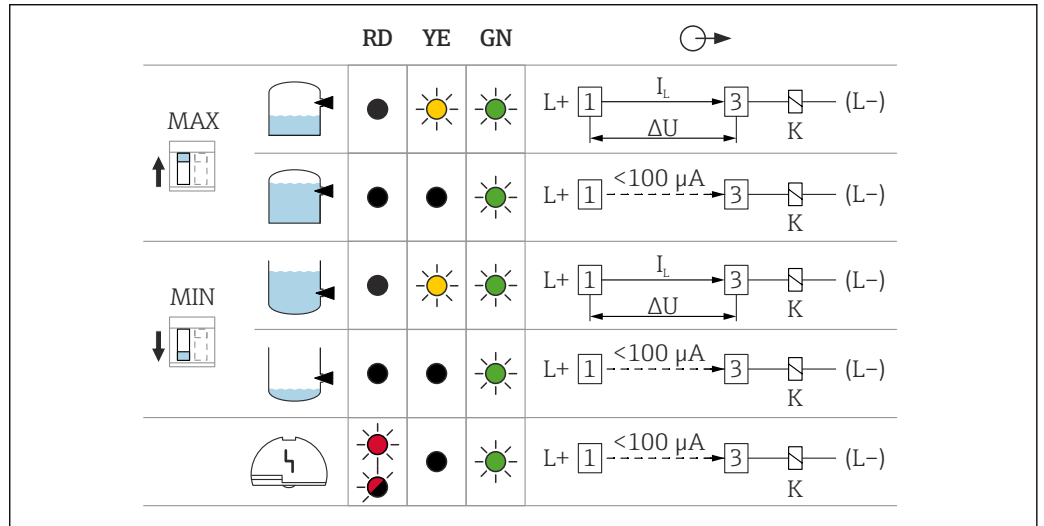 RD YE GN
MAX
L+ 1 I_L 3 (L–)
ΔU K
L+ 1 <100 µA 3 (L–)
K
MIN
L+ 1 I_L 3 (L–)
ΔU K
L+ 1 <100 µA 3 (L–)
K
L+ 1 <100 µA 3 (L–)
K